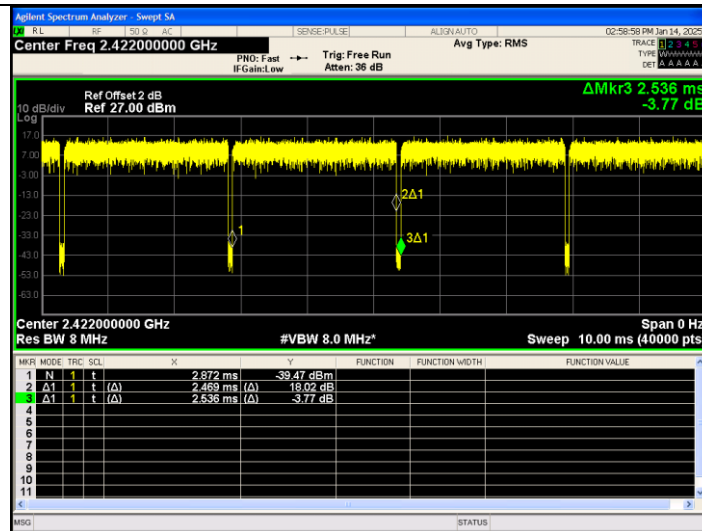 Agilent Spectrum Analyzer - Swept SA
RL RF 50 Ω AC SENSE:PULSE ALIGNAUTO 02:58:58 PM Jan 14, 2025
Center Freq 2.422000000 GHz Avg Type: RMS TRACE 1 2 3 4 5
PNO: Fast Trig: Free Run TYPE
IFGain:Low Atten: 36 dB DET A A A A A
Ref Offset 2 dB ΔMkr3 2.536 ms
10 dB/div Ref 27.00 dBm -3.77 dB
Log
17.0
7.00
-3.00
-13.0
2Δ1
-23.0
-33.0
1
3Δ1
-43.0
-53.0
-63.0
Center 2.422000000 GHz Span 0 Hz
Res BW 8 MHz #VBW 8.0 MHz* Sweep 10.00 ms (40000 pts
MKR MODE TRC SCL X Y FUNCTION FUNCTION WIDTH FUNCTION VALUE
1 N 1 t 2.872 ms -39.47 dBm
2 Δ1 1 t (Δ) 2.469 ms (Δ) 18.02 dB
3 Δ1 1 t (Δ) 2.536 ms (Δ) -3.77 dB
4
5
6
7
8
9
10
11
MSG STATUS